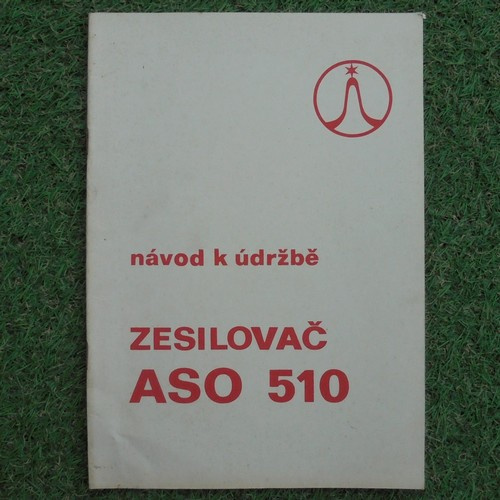 návod k údržbě
ZESILOVAČ
ASO 510